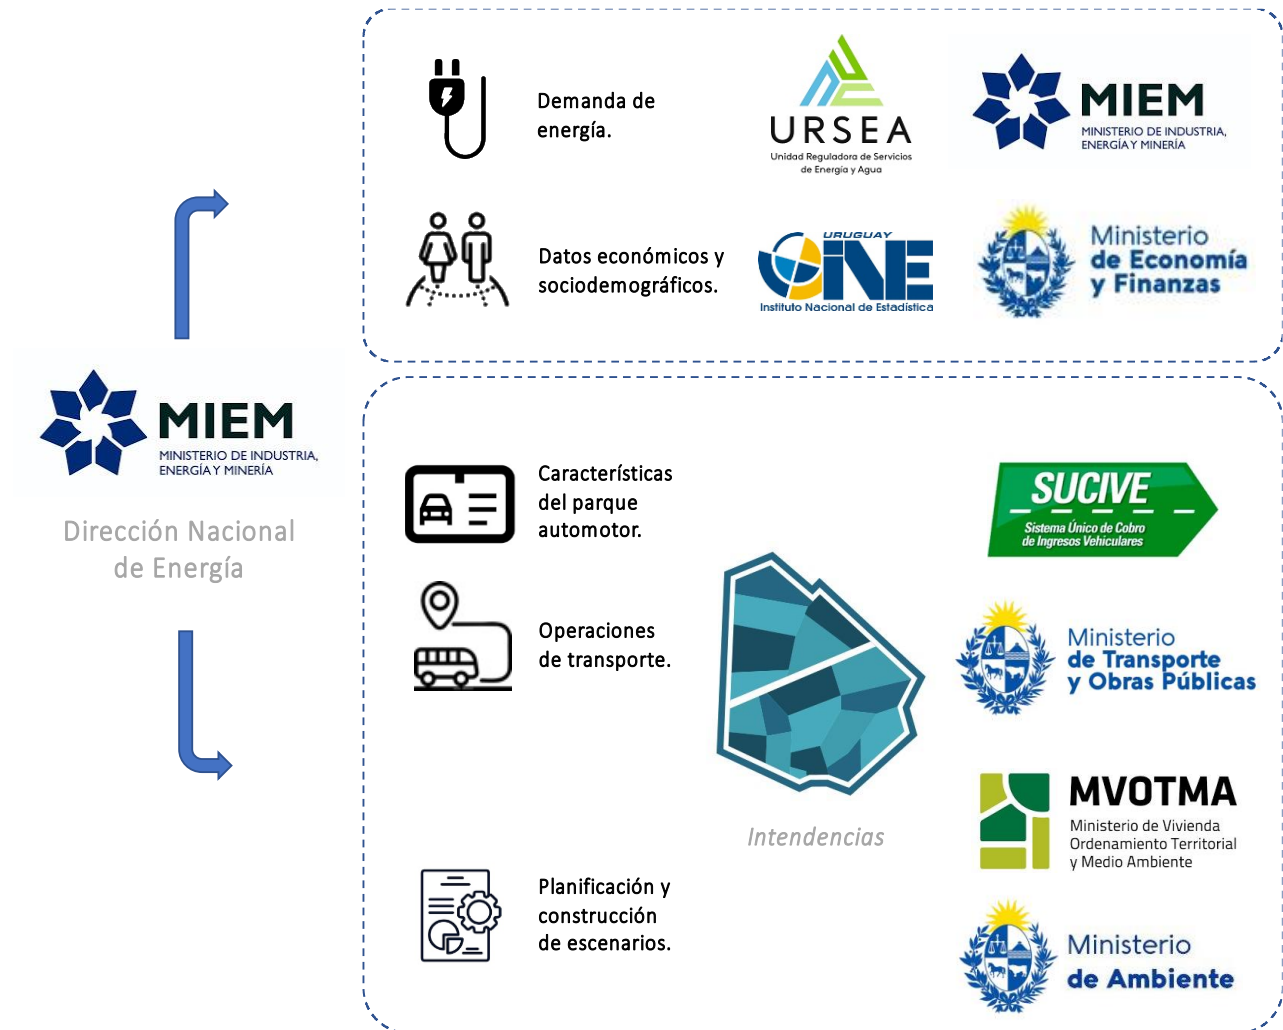 Demanda de
energía.
URSEA
Unidad Reguladora de Servicios
de Energía y Agua
MIEM
MINISTERIO DE INDUSTRIA,
ENERGÍA Y MINERÍA
Datos económicos y
sociodemográficos.
URUGUAY
INE
Instituto Nacional de Estadística
Ministerio
de Economía
y Finanzas
MIEM
MINISTERIO DE INDUSTRIA,
ENERGÍA Y MINERÍA
Dirección Nacional
de Energía
Característícas
del parque
automotor.
SUCIVE
Sistema Único de Cobro
de Ingresos Vehiculares
Operaciones
de transporte.
Intendencias
Ministerio
de Transporte
y Obras Públicas
MVOTMA
Ministerio de Vivienda
Ordenamiento Territorial
y Medio Ambiente
Planificación y
construcción
de escenarios.
Ministerio
de Ambiente